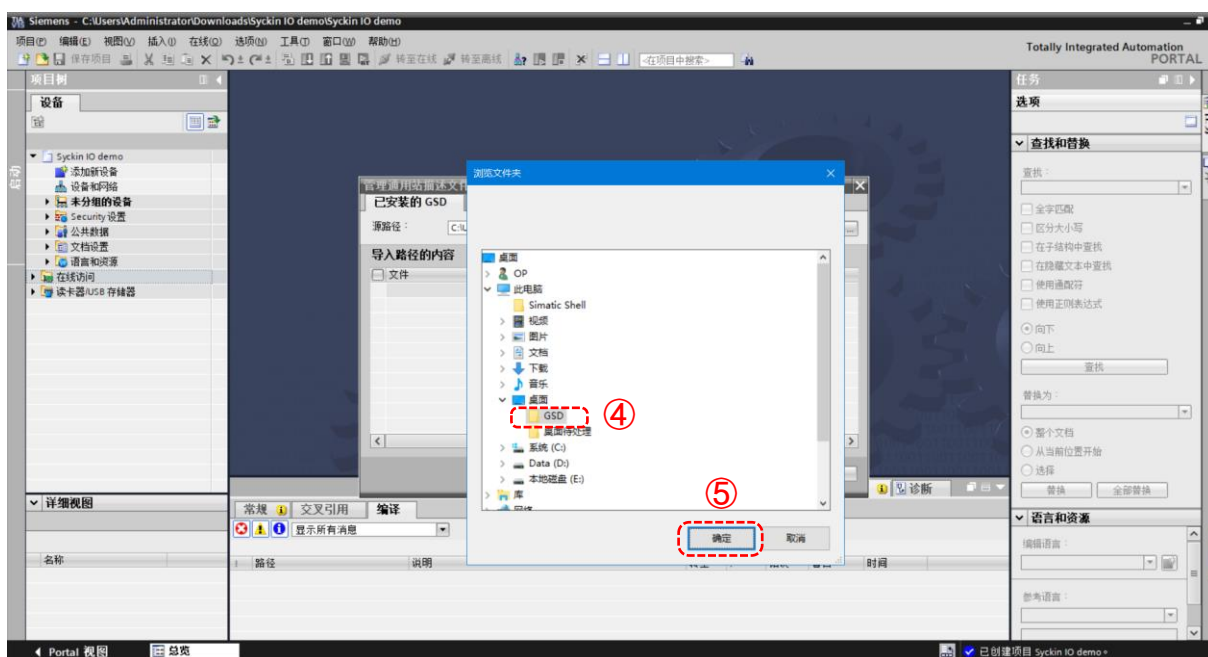 Siemens - C:\Users\Administrator\Downloads\Syckin IO demo\Syckin IO demo
项目(P) 编辑(E) 视图(V) 插入(I) 在线(O) 选项(N) 工具(T) 窗口(W) 帮助(H)
保存项目 转至在线 转至离线 <在项目中搜索>
Totally Integrated Automation
PORTAL
项目树
设备
Syckin IO demo
添加新设备
设备和网络
未分组的设备
Security 设置
公共数据
文档设置
语言和资源
在线访问
读卡器/USB 存储器
启动
详细视图
名称
管理通用站描述文件
已安装的 GSD
源路径：
C:\U
导入路径的内容
文件
浏览文件夹
桌面
OP
此电脑
Simatic Shell
视频
图片
文档
下载
音乐
桌面
GSD ④
桌面待处理
系统 (C:)
Data (D:)
本地磁盘 (E:)
库
网络
⑤
确定 取消
诊断
常规 交叉引用 编译
显示所有消息
! 路径 说明 时间
任务
选项
查找和替换
查找：
全字匹配
区分大小写
在子结构中查找
在隐藏文本中查找
使用通配符
使用正则表达式
向下
向上
查找
替换为：
整个文档
从当前位置开始
选择
替换 全部替换
语言和资源
编辑语言：
参考语言：
Portal 视图 总览 已创建项目 Syckin IO demo。